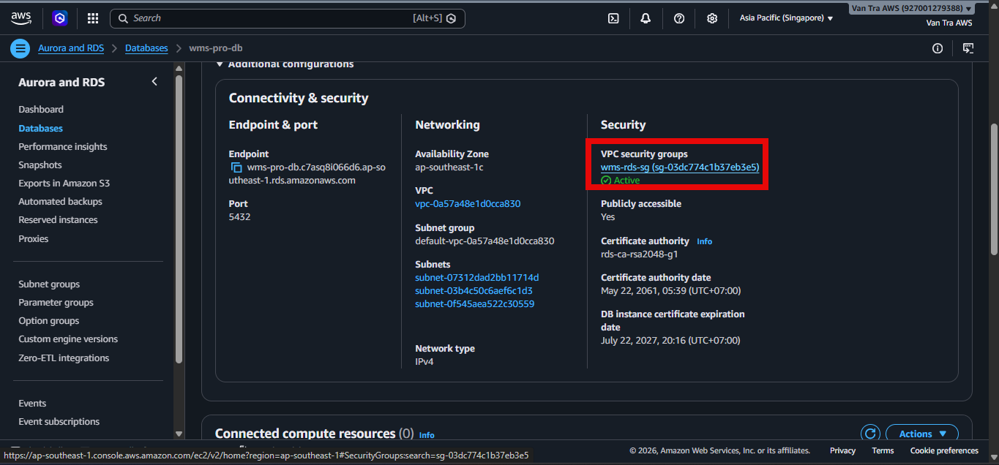 aws
Search
[Alt+S]
Asia Pacific (Singapore)
Van Tra AWS (927001279388)
Van Tra AWS
Aurora and RDS
Databases
wms-pro-db
Aurora and RDS
Dashboard
Databases
Performance insights
Snapshots
Exports in Amazon S3
Automated backups
Reserved instances
Proxies
Subnet groups
Parameter groups
Option groups
Custom engine versions
Zero-ETL integrations
Events
Event subscriptions
Additional configurations
Connectivity & security
Endpoint & port
Endpoint
wms-pro-db.c7asq8i066d6.ap-so
utheast-1.rds.amazonaws.com
Port
5432
Networking
Availability Zone
ap-southeast-1c
VPC
vpc-0a57a48e1d0cca830
Subnet group
default-vpc-0a57a48e1d0cca830
Subnets
subnet-07312dad2bb11714d
subnet-03b4c50c6aef6c1d3
subnet-0f545aea522c30559
Network type
IPv4
Security
VPC security groups
wms-rds-sg (sg-03dc774c1b37eb3e5)
Active
Publicly accessible
Yes
Certificate authority Info
rds-ca-rsa2048-g1
Certificate authority date
May 22, 2061, 05:39 (UTC+07:00)
DB instance certificate expiration
date
July 22, 2027, 20:16 (UTC+07:00)
Connected compute resources (0) Info
Actions
https://ap-southeast-1.console.aws.amazon.com/ec2/v2/home?region=ap-southeast-1#SecurityGroups:search=sg-03dc774c1b37eb3e5
© 2026, Amazon Web Services, Inc. or its affiliates.
Privacy
Terms
Cookie preferences